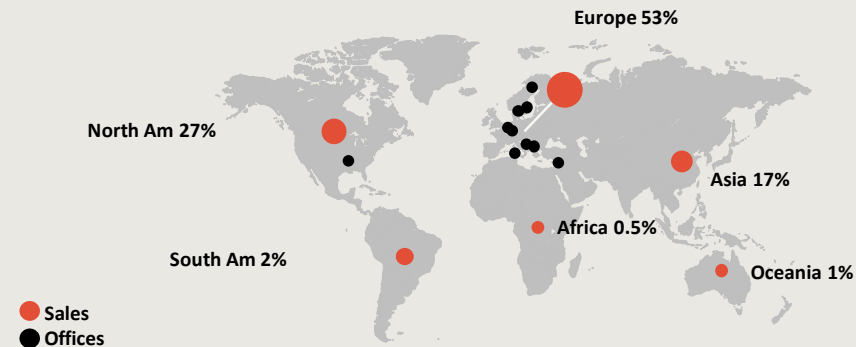 Europe 53%
North Am 27%
Asia 17%
Africa 0.5%
South Am 2%
Oceania 1%
Sales
Offices